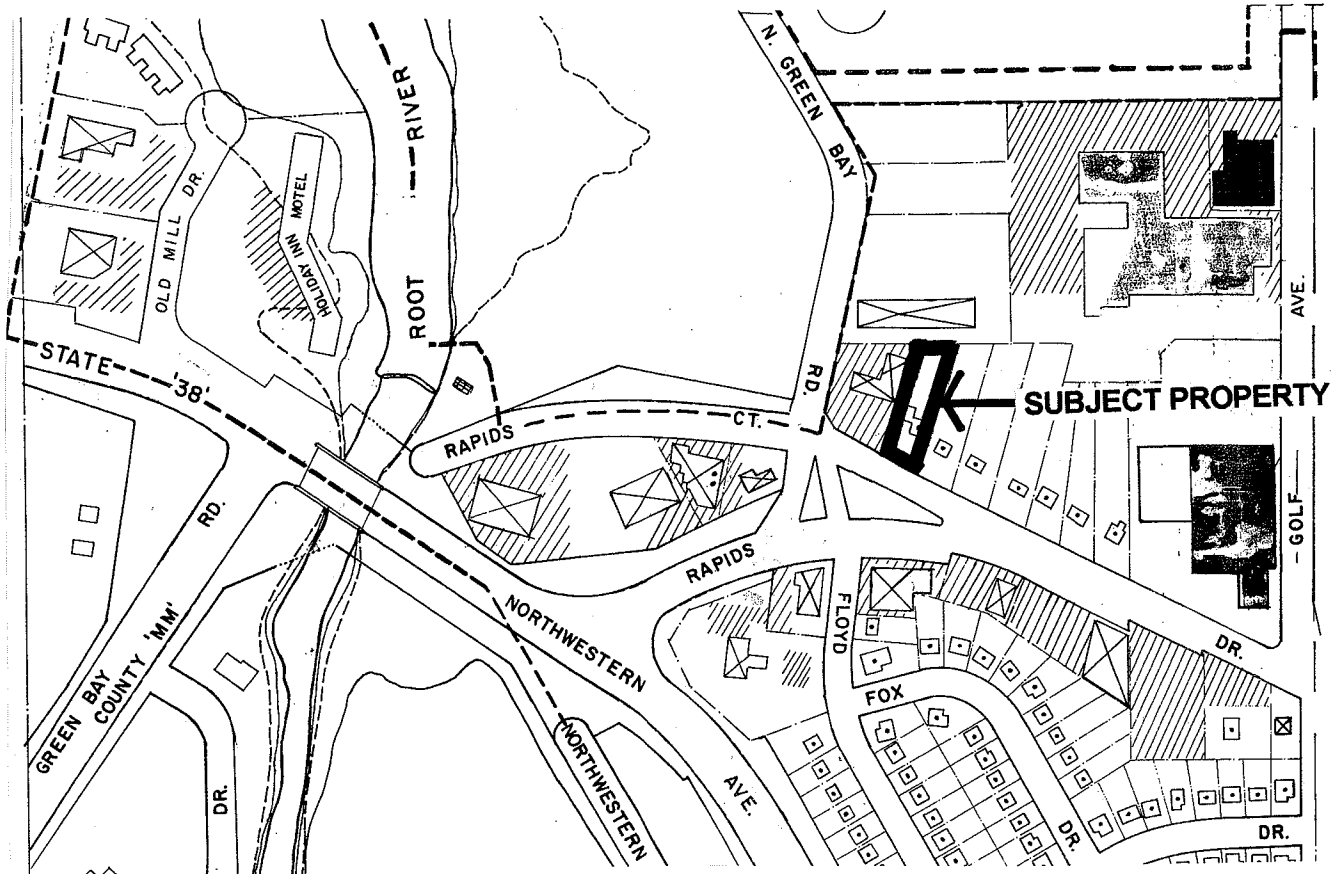 N. GREEN BAY
RD.
ROOT
RIVER
OLD MILL DR.
HOLIDAY INN MOTEL
STATE '38'
RAPIDS CT.
SUBJECT PROPERTY
GOLF AVE.
RD.
RAPIDS
DR.
NORTHWESTERN
AVE.
FLOYD
DR.
FOX
DR.
GREEN BAY
COUNTY 'MM'
DR.
NORTHWESTERN